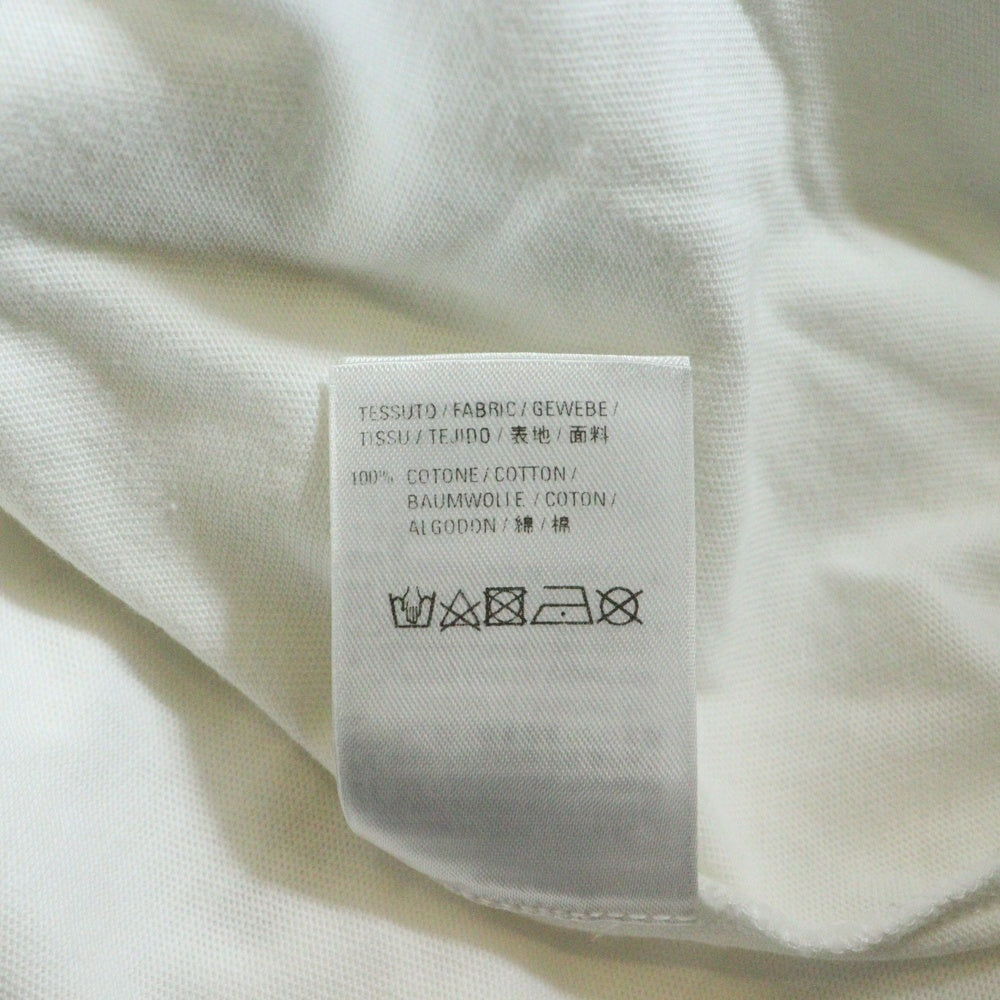 TESSUTO / FABRIC / GEWEBE /
TISSU / TEJIDO / 表地 / 面料
100% COTONE / COTTON /
BAUMWOLLE / COTON /
ALGODON / 綿 / 棉